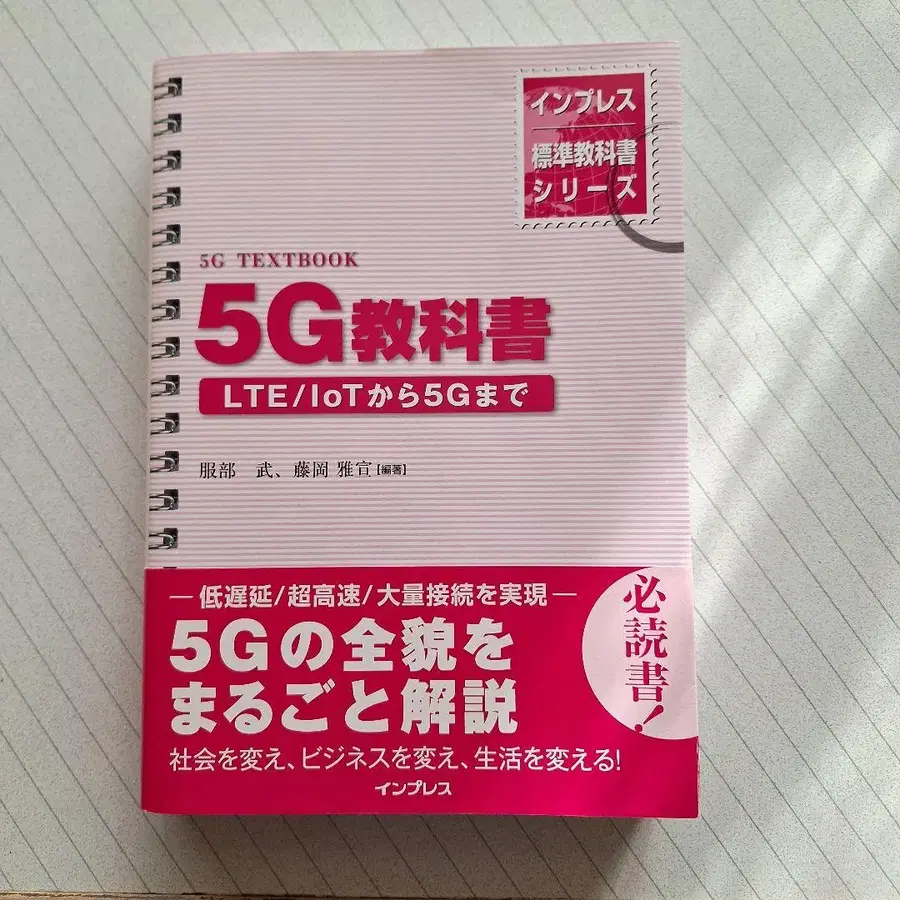 インプレス
標準教科書
シリーズ
5G TEXTBOOK
5G教科書
LTE/IoTから5Gまで
服部 武、藤岡 雅宣[編著]
―低遅延/超高速/大量接続を実現―
5Gの全貌を
まるごと解説
必読書!
社会を変え、ビジネスを変え、生活を変える!
インプレス